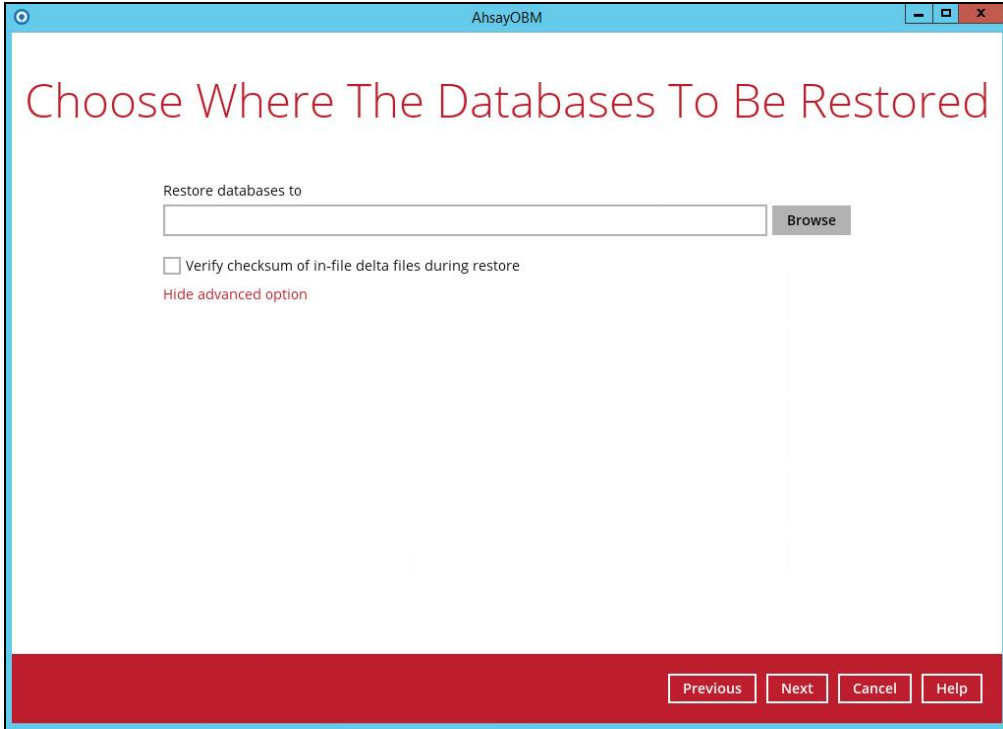 AhsayOBM
Choose Where The Databases To Be Restored
Restore databases to
Browse
Verify checksum of in-file delta files during restore
Hide advanced option
Previous Next Cancel Help